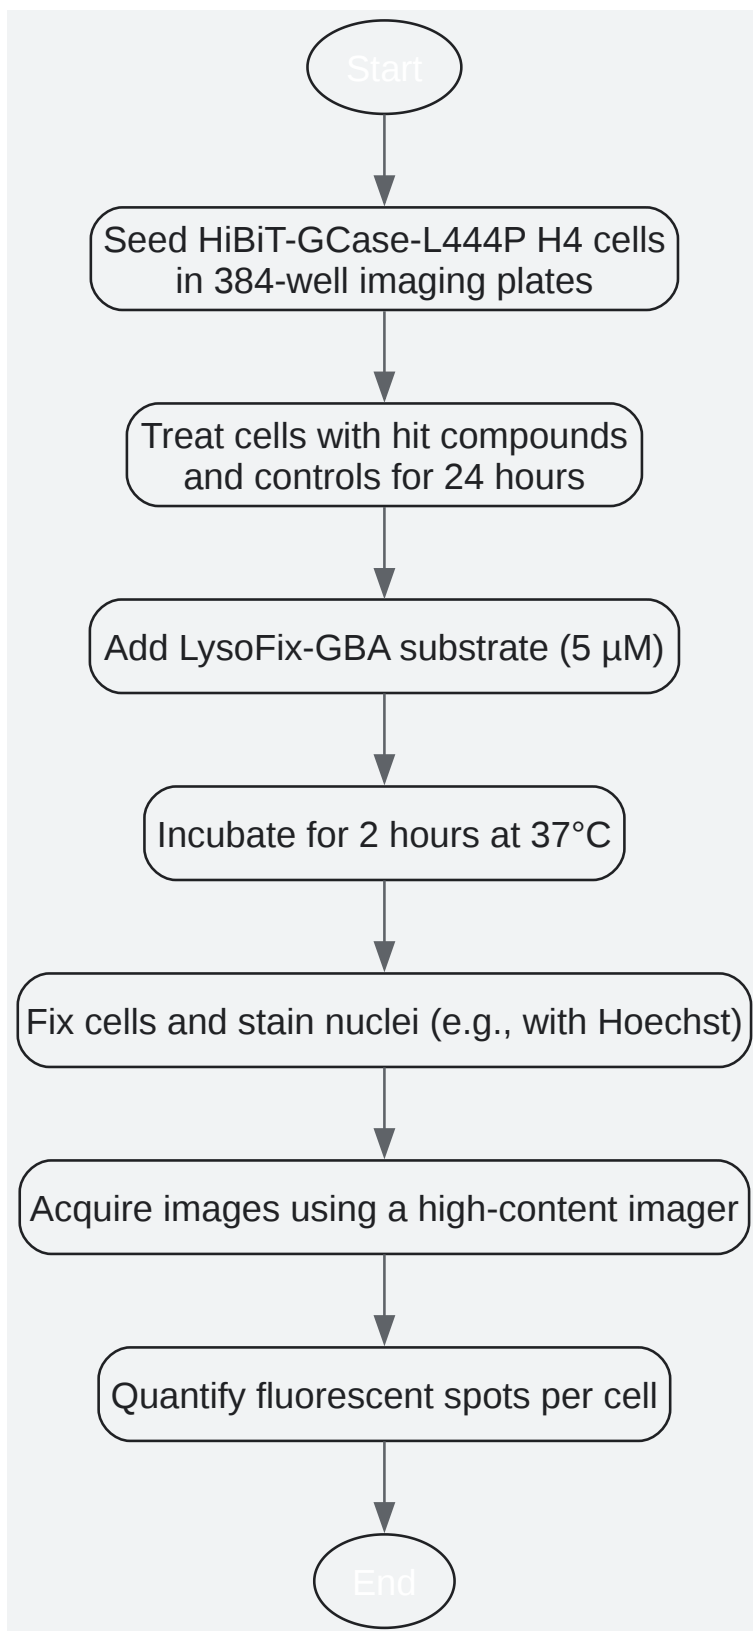 Start
Seed HiBiT-GCase-L444P H4 cells
in 384-well imaging plates
Treat cells with hit compounds
and controls for 24 hours
Add LysoFix-GBA substrate (5 µM)
Incubate for 2 hours at 37°C
Fix cells and stain nuclei (e.g., with Hoechst)
Acquire images using a high-content imager
Quantify fluorescent spots per cell
End